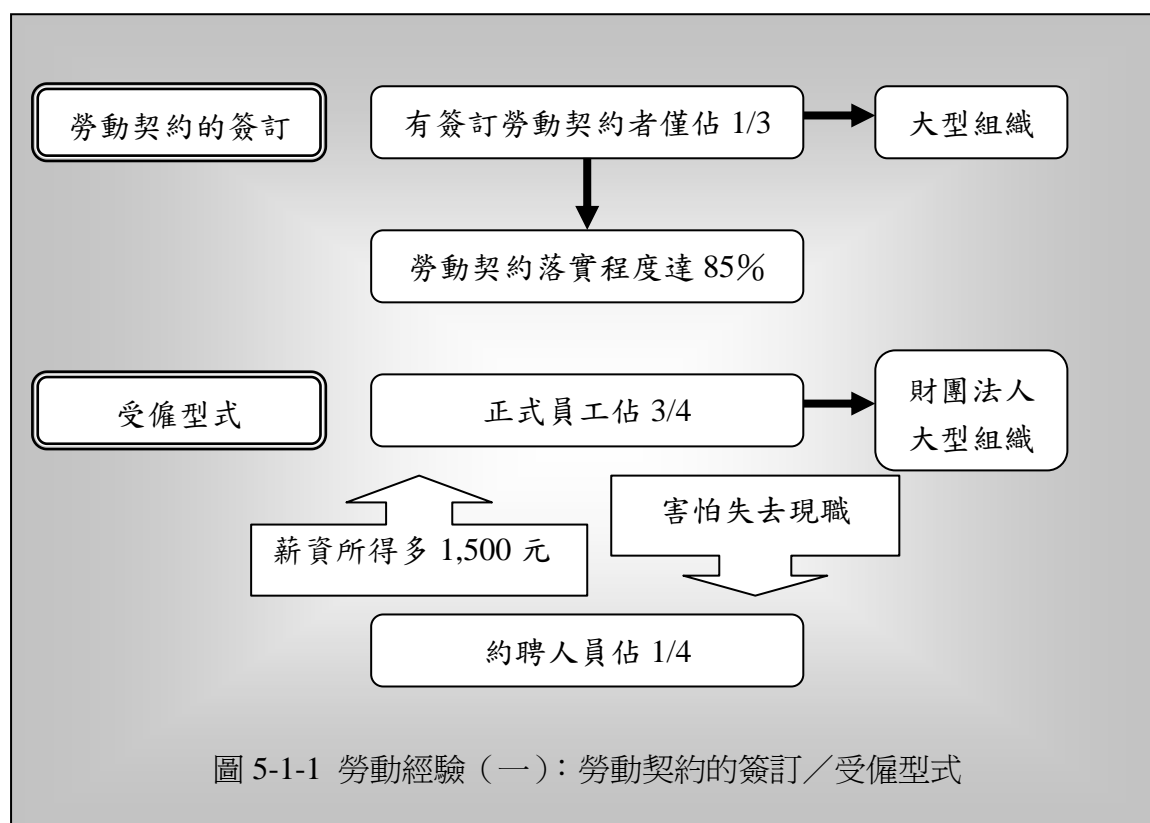 勞動契約的簽訂
有簽訂勞動契約者僅佔 1/3
大型組織
勞動契約落實程度達 85%
受僱型式
正式員工佔 3/4
財團法人
大型組織
薪資所得多 1,500 元
害怕失去現職
約聘人員佔 1/4
圖 5-1-1 勞動經驗（一）：勞動契約的簽訂／受僱型式